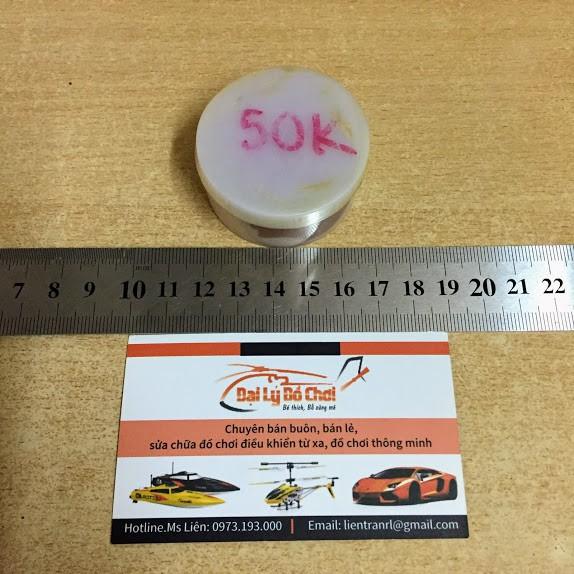 50K
7 8 9 10 11 12 13 14 15 16 17 18 19 20 21 22
Đại Lý Đồ Chơi
Bé thích, Bố càng mê
Chuyên bán buôn, bán lẻ,
sửa chữa đồ chơi điều khiển từ xa, đồ chơi thông minh
Hotline.Ms Liên: 0973.193.000 | Email: lientranrl@gmail.com